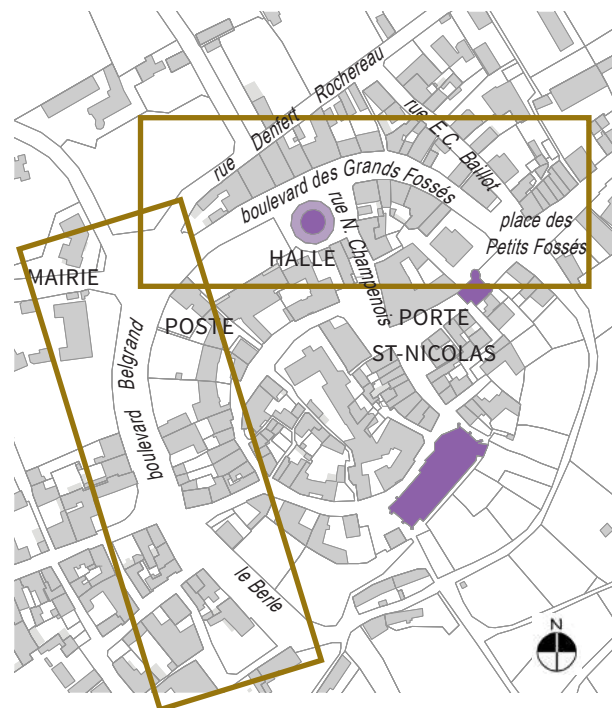 rue Denfert Rochereau
rue E.C. Baillot
boulevard des Grands Fossés
rue N. Champenois
place des
Petits Fossés
HALLE
MAIRIE
POSTE
PORTE
ST-NICOLAS
boulevard Belgrand
le Berle
N